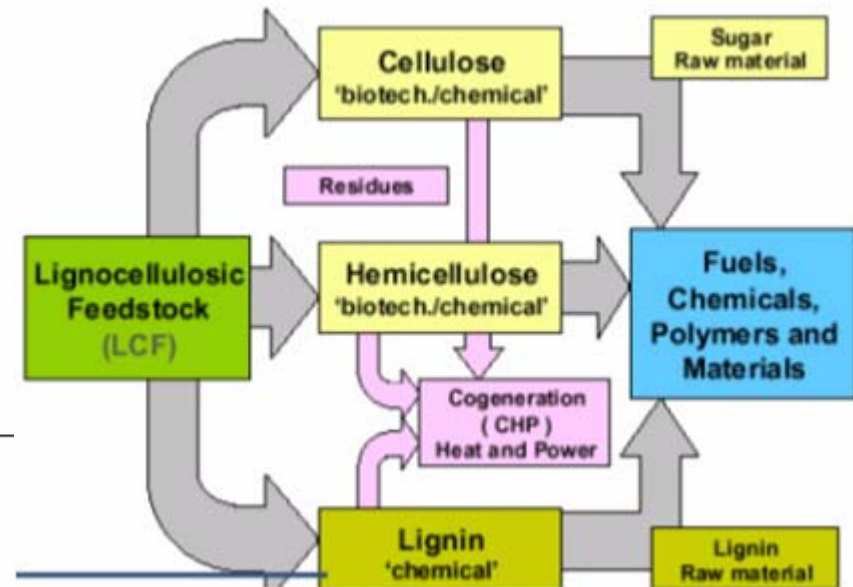 Cellulose
‘biotech./chemical’
Sugar
Raw material
Residues
Lignocellulosic
Feedstock
(LCF)
Hemicellulose
‘biotech./chemical’
Fuels,
Chemicals,
Polymers and
Materials
Cogeneration
( CHP )
Heat and Power
Lignin
‘chemical’
Lignin
Raw material